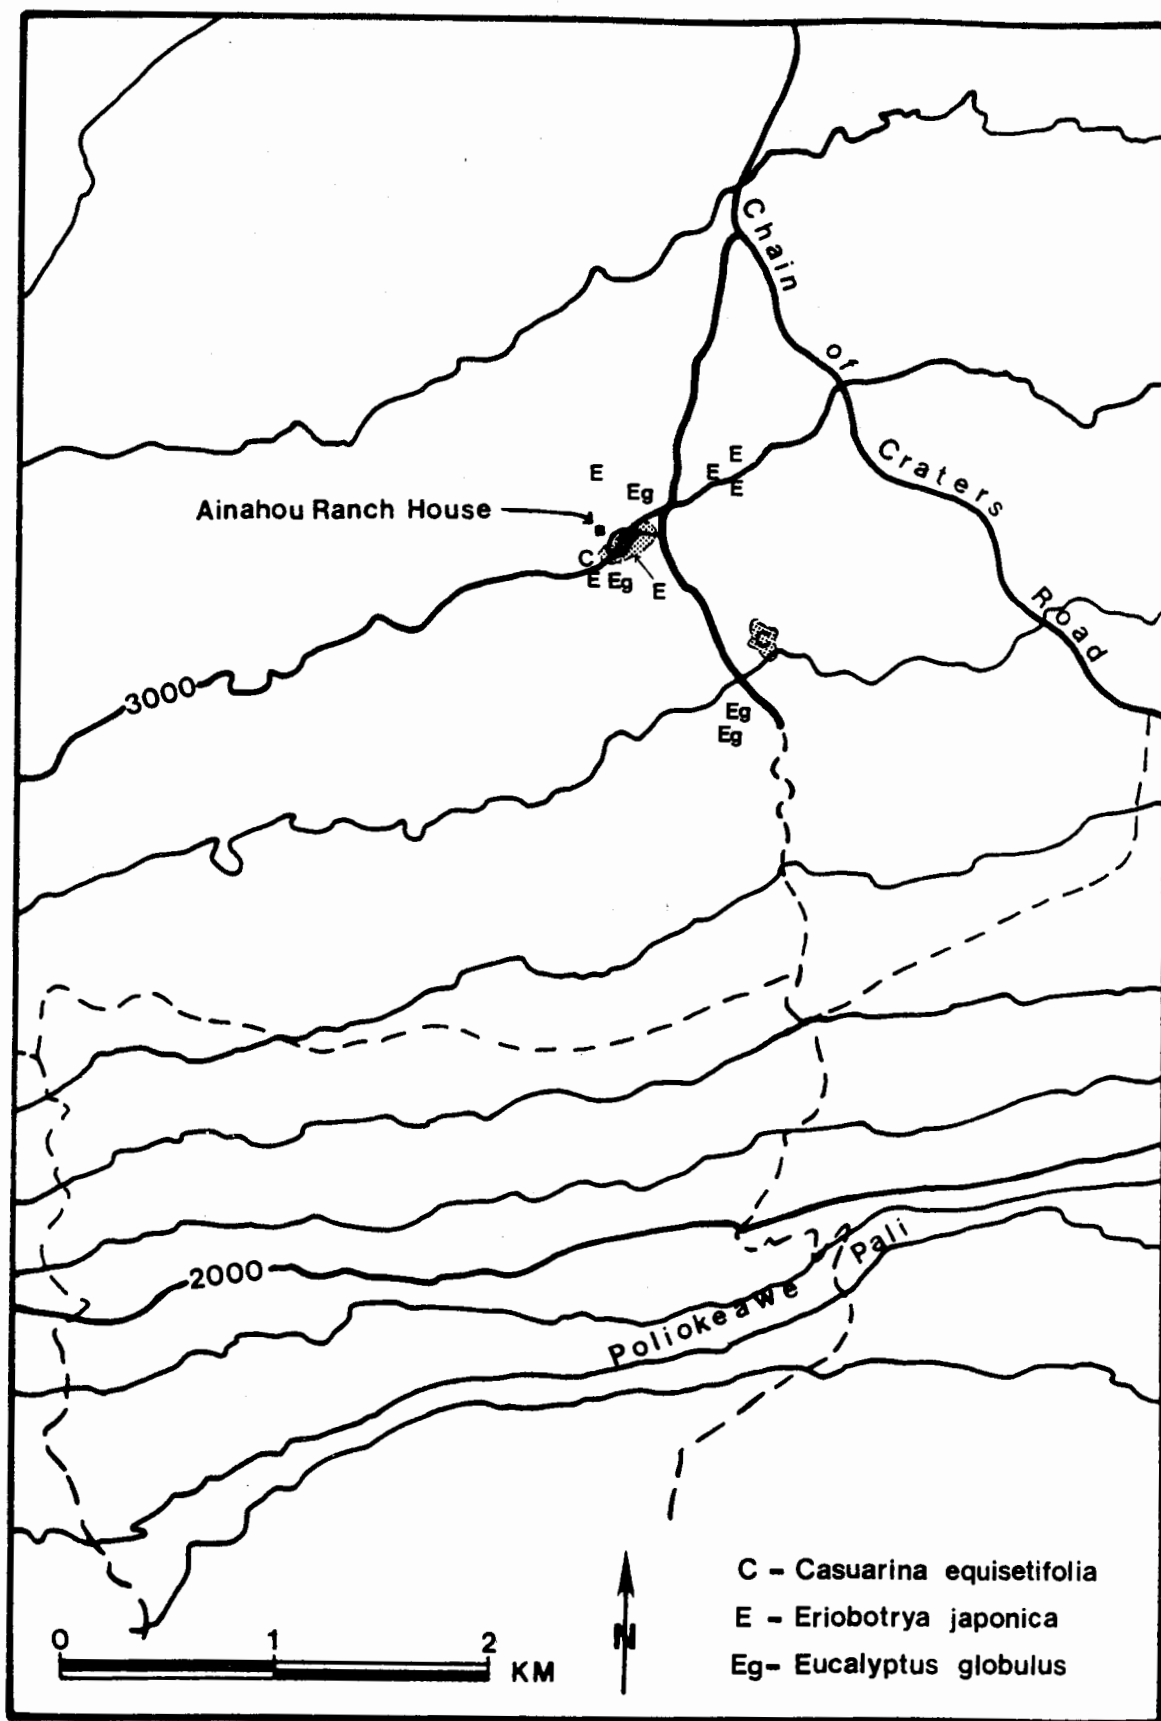 Chain
of
Craters
Road
E
E
E
E
Eg
Ainahou Ranch House
C
E Eg
E
C
3000
Eg
Eg
2000
Poliokeawe Pali
0 1 2
KM
N
C - Casuarina equisetifolia
E - Eriobotrya japonica
Eg- Eucalyptus globulus